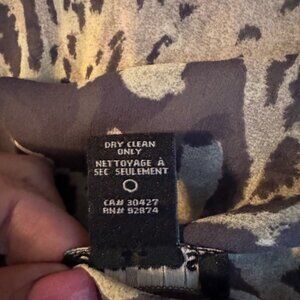 DRY CLEAN
ONLY
NETTOYAGE À
SEC SEULEMENT
CA# 30427
RN# 92874